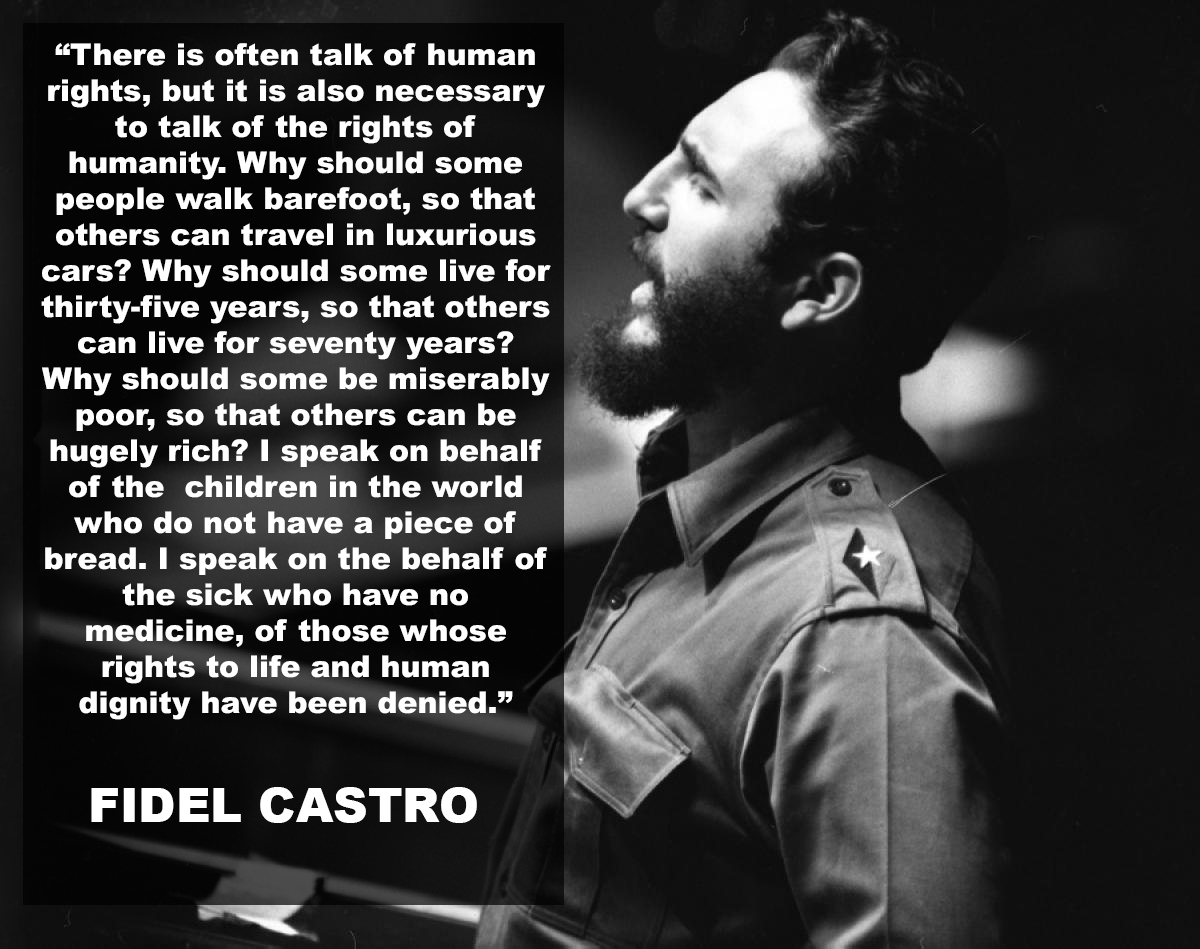 “There is often talk of human
rights, but it is also necessary
to talk of the rights of
humanity. Why should some
people walk barefoot, so that
others can travel in luxurious
cars? Why should some live for
thirty-five years, so that others
can live for seventy years?
Why should some be miserably
poor, so that others can be
hugely rich? I speak on behalf
of the  children in the world
who do not have a piece of
bread. I speak on the behalf of
the sick who have no
medicine, of those whose
rights to life and human
dignity have been denied.”
FIDEL CASTRO